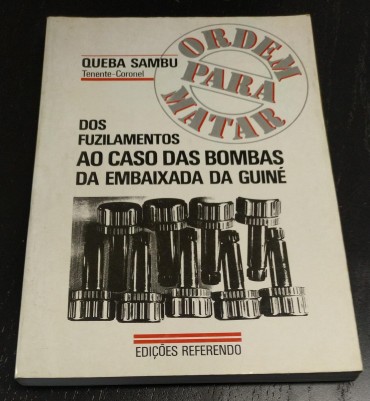 QUEBA SAMBU
Tenente-Coronel
ORDEM
PARA
MATAR
DOS
FUZILAMENTOS
AO CASO DAS BOMBAS
DA EMBAIXADA DA GUINÉ
EDIÇÕES REFERENDO